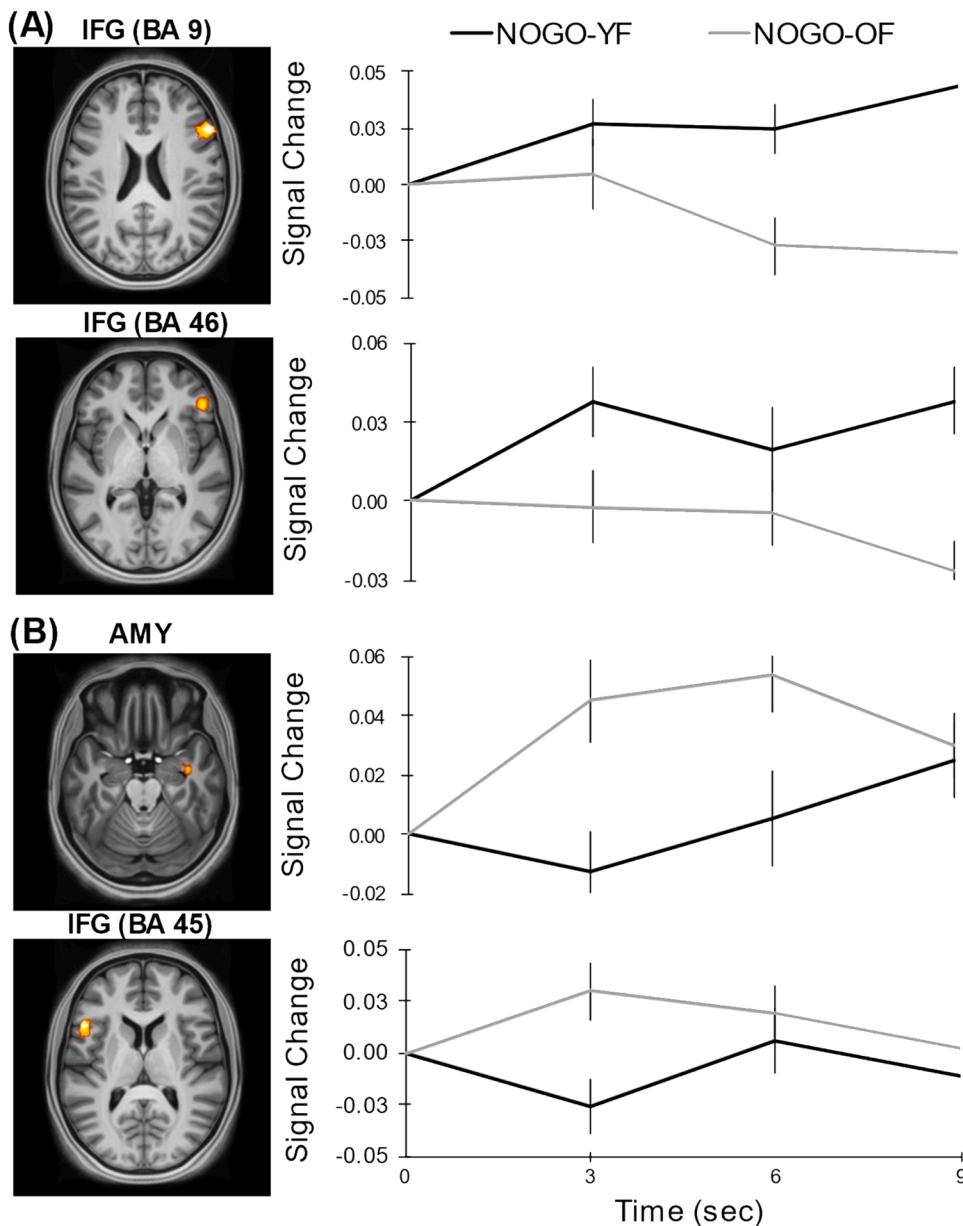 (A)
IFG (BA 9)
NOGO-YF
NOGO-OF
Signal Change
0.05
0.03
0.00
-0.03
-0.05
IFG (BA 46)
Signal Change
0.06
0.03
0.00
-0.03
(B)
AMY
Signal Change
0.06
0.04
0.02
0.00
-0.02
IFG (BA 45)
Signal Change
0.05
0.03
0.00
-0.03
-0.05
0 3 6 9
Time (sec)